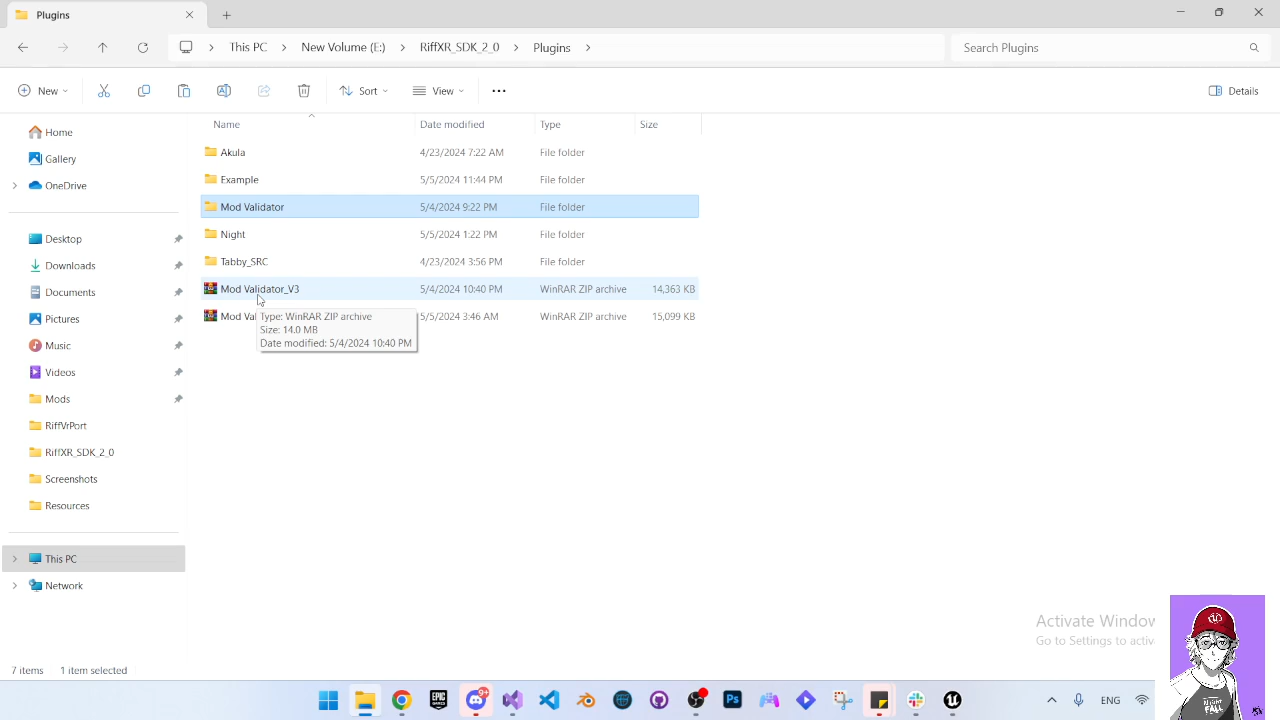 Plugins
This PC
New Volume (E:)
RiffXR_SDK_2_0
Plugins
Search Plugins
New
Sort
View
Details
Name
Date modified
Type
Size
Home
Gallery
OneDrive
Desktop
Downloads
Documents
Pictures
Music
Videos
Mods
RiffVrPort
RiffXR_SDK_2_0
Screenshots
Resources
This PC
Network
Akula 4/23/2024 7:22 AM File folder
Example 5/5/2024 11:44 PM File folder
Mod Validator 5/4/2024 9:22 PM File folder
Night 5/5/2024 1:22 PM File folder
Tabby_SRC 4/23/2024 3:56 PM File folder
Mod Validator_V3 5/4/2024 10:40 PM WinRAR ZIP archive 14,363 KB
Mod Val 5/5/2024 3:46 AM WinRAR ZIP archive 15,099 KB
Type: WinRAR ZIP archive
Size: 14.0 MB
Date modified: 5/4/2024 10:40 PM
Activate Window
Go to Settings to activ
7 items 1 item selected
EPIC GAMES
9+
Ps
ENG
Night
FALL